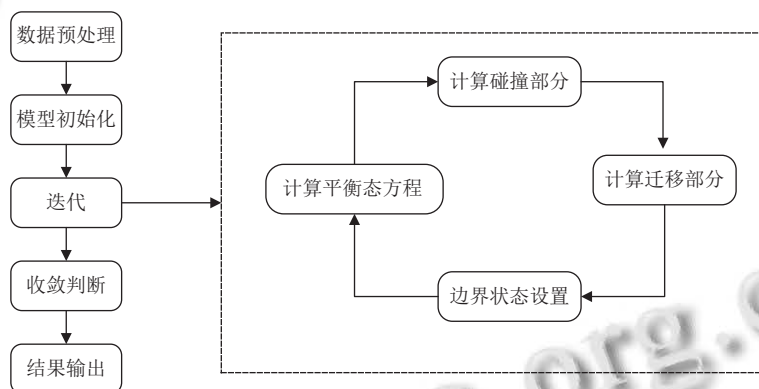 数据预处理
模型初始化
迭代
收敛判断
结果输出
计算碰撞部分
计算平衡态方程
计算迁移部分
边界状态设置
.org.c